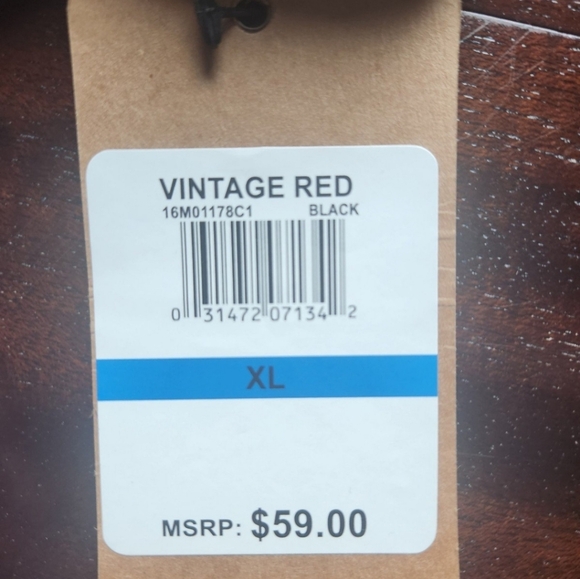 VINTAGE RED
16M01178C1 BLACK
0 31472 07134 2
XL
MSRP: $59.00